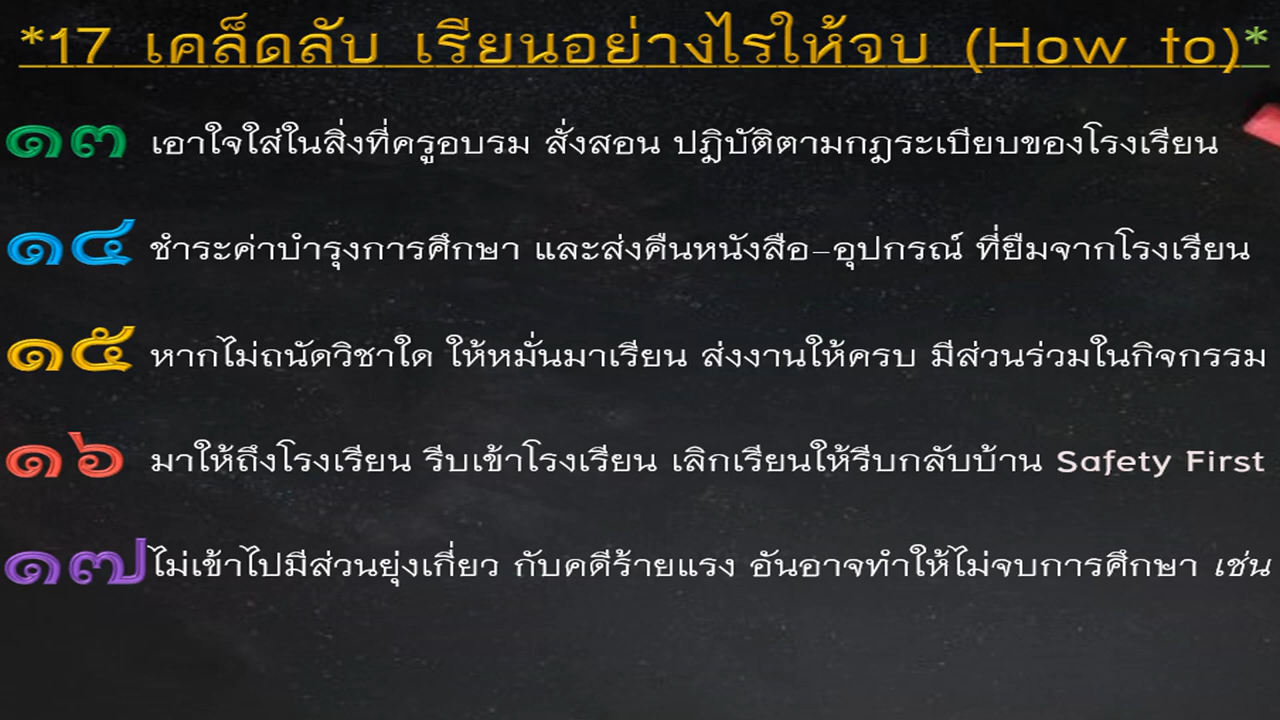 *17 เคล็ดลับ เรียนอย่างไรให้จบ (How to)*
๑๓ เอาใจใส่ในสิ่งที่ครูอบรม สั่งสอน ปฎิบัติตามกฎระเบียบของโรงเรียน
๑๔ ชำระค่าบำรุงการศึกษา และส่งคืนหนังสือ-อุปกรณ์ ที่ยืมจากโรงเรียน
๑๕ หากไม่ถนัดวิชาใด ให้หมั่นมาเรียน ส่งงานให้ครบ มีส่วนร่วมในกิจกรรม
๑๖ มาให้ถึงโรงเรียน รีบเข้าโรงเรียน เลิกเรียนให้รีบกลับบ้าน Safety First
๑๗ ไม่เข้าไปมีส่วนยุ่งเกี่ยว กับคดีร้ายแรง อันอาจทำให้ไม่จบการศึกษา เช่น